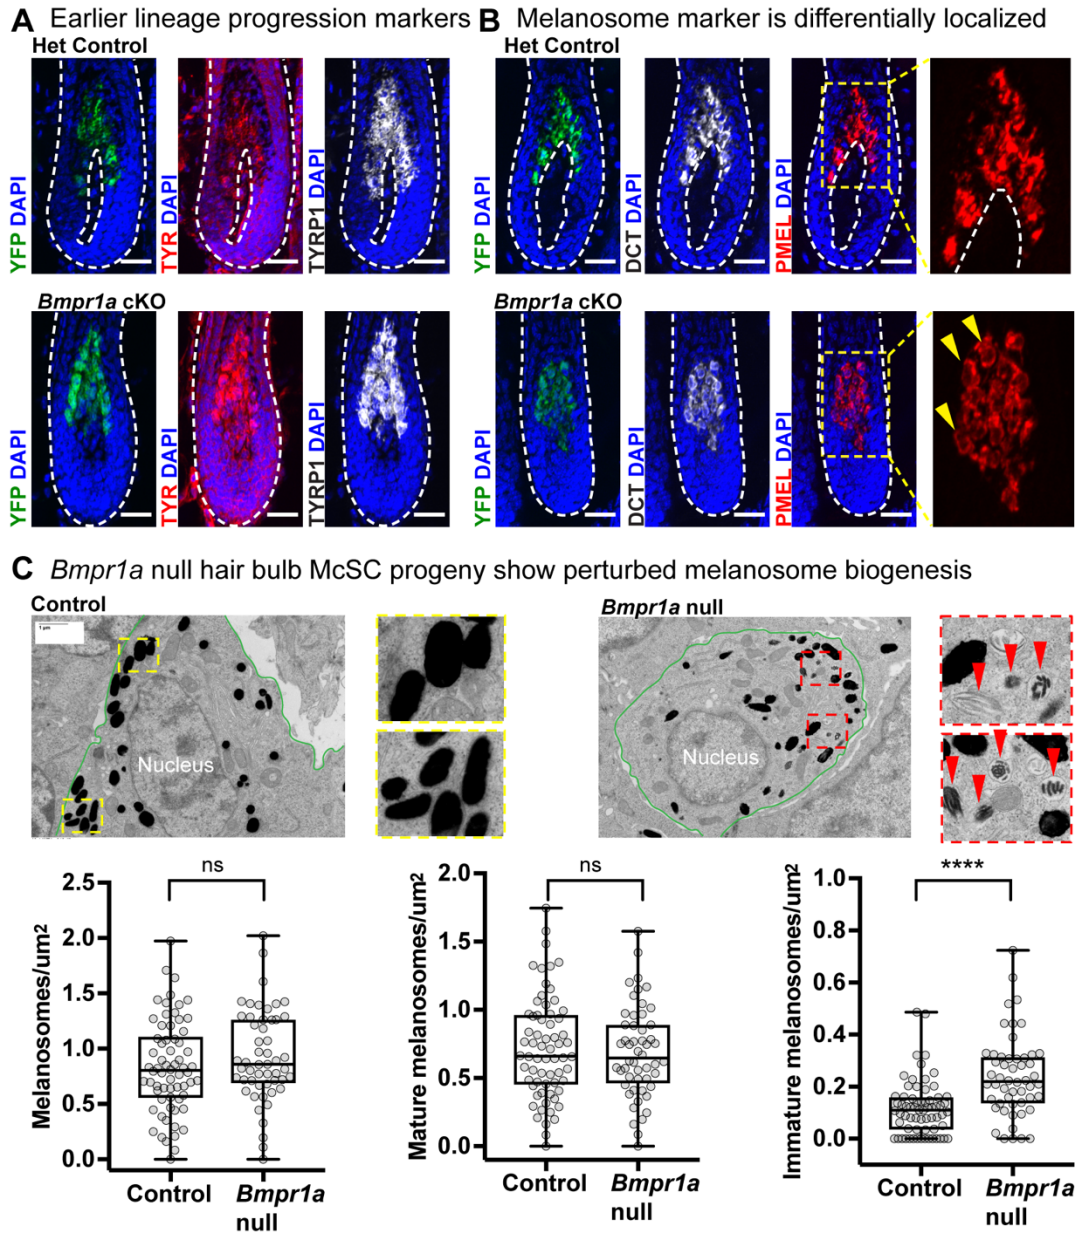 A Earlier lineage progression markers
B Melanosome marker is differentially localized
Het Control
Het Control
YFP DAPI
TYR DAPI
TYRP1 DAPI
YFP DAPI
DCT DAPI
PMEL DAPI
Bmpr1a cKO
Bmpr1a cKO
YFP DAPI
TYR DAPI
TYRP1 DAPI
YFP DAPI
DCT DAPI
PMEL DAPI
C Bmpr1a null hair bulb McSC progeny show perturbed melanosome biogenesis
Control
Bmpr1a null
1 μm
Nucleus
Nucleus
Melanosomes/um2
2.5
2.0
1.5
1.0
0.5
0.0
ns
Control
Bmpr1a
null
Mature melanosomes/um2
2.0
1.5
1.0
0.5
0.0
ns
Control
Bmpr1a
null
Immature melanosomes/um2
1.0
0.8
0.6
0.4
0.2
0.0
****
Control
Bmpr1a
null